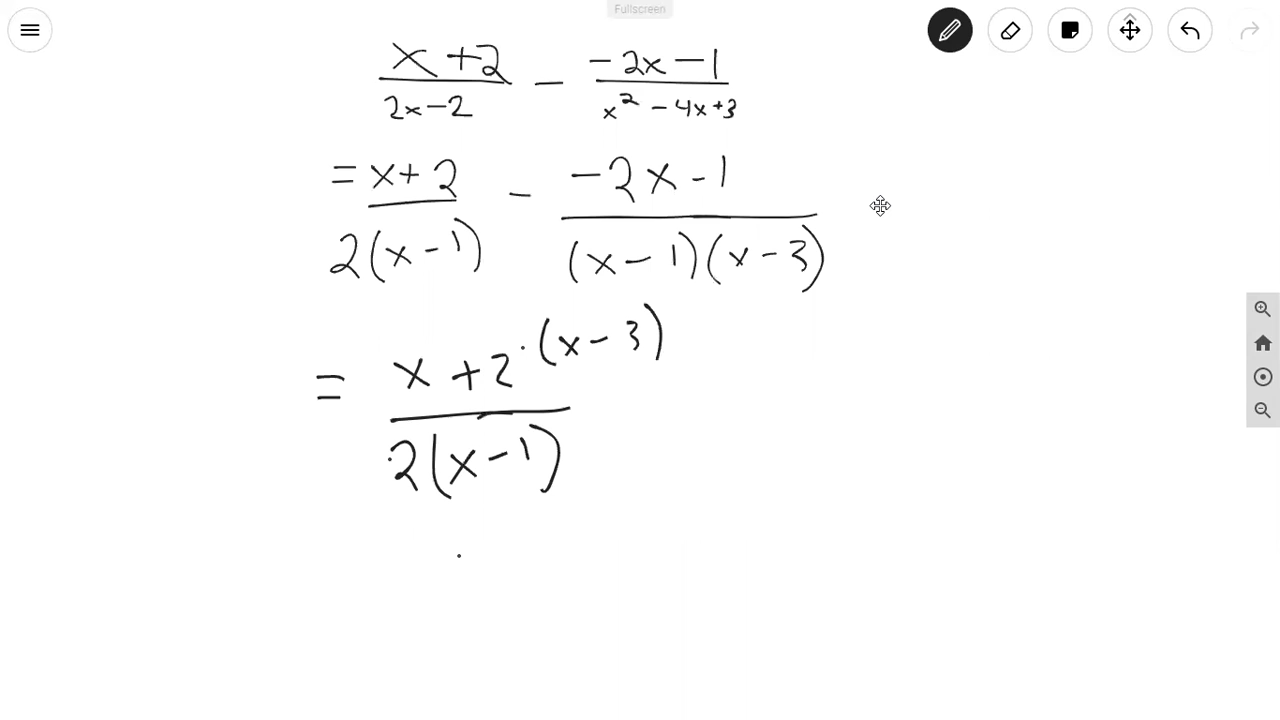 Fullscreen
x + 2 / 2x - 2 - -2x - 1 / x² - 4x + 3
= x + 2 / 2(x - 1) - -2x - 1 / (x - 1)(x - 3)
= x + 2 · (x - 3) / 2(x - 1)